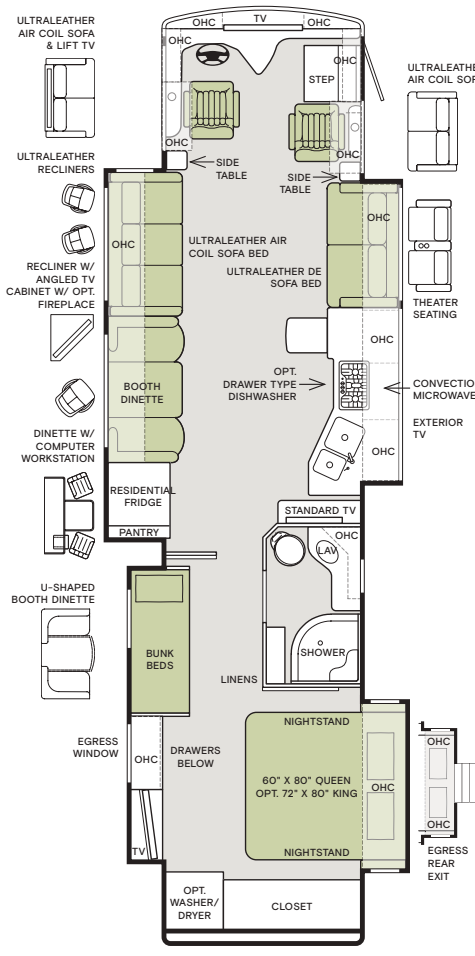 ULTRALEATHER
AIR COIL SOFA
& LIFT TV
OHC
TV
OHC
OHC
OHC
STEP
ULTRALEATHER
AIR COIL SOF
OHC
OHC
SIDE
TABLE
SIDE
TABLE
ULTRALEATHER
RECLINERS
OHC
OHC
ULTRALEATHER AIR
COIL SOFA BED
RECLINER W/
ANGLED TV
CABINET W/ OPT.
FIREPLACE
ULTRALEATHER DE
SOFA BED
THEATER
SEATING
OHC
BOOTH
DINETTE
OPT.
DRAWER TYPE
DISHWASHER
CONVECTIO
MICROWAVE
EXTERIOR
TV
OHC
DINETTE W/
COMPUTER
WORKSTATION
RESIDENTIAL
FRIDGE
PANTRY
STANDARD TV
OHC
LAV
U-SHAPED
BOOTH DINETTE
BUNK
BEDS
SHOWER
LINENS
EGRESS
WINDOW
OHC
DRAWERS
BELOW
NIGHTSTAND
60" X 80" QUEEN
OPT. 72" X 80" KING
OHC
NIGHTSTAND
OHC
OHC
EGRESS
REAR
EXIT
TV
OPT.
WASHER/
DRYER
CLOSET